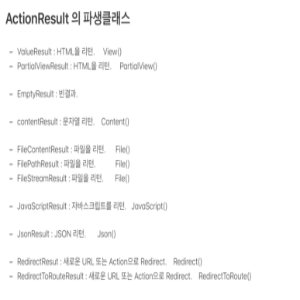 ActionResult 의 파생클래스
- ValueResult : HTML을 리턴. View()
- PartialViewResult : HTML을 리턴. PartialView()
- EmptyResult : 빈결과.
- contentResult : 문자열 리턴. Content()
- FileContentResult : 파일을 리턴. File()
- FilePathResult : 파일을 리턴. File()
- FileStreamResult : 파일을 리턴. File()
- JavaScriptResult : 자바스크립트를 리턴. JavaScript()
- JsonResult : JSON 리턴. Json()
- RedirectResut : 새로운 URL 또는 Action으로 Redirect. Redirect()
- RedirectToRouteResult : 새로운 URL 또는 Action으로 Redirect. RedirectToRoute()